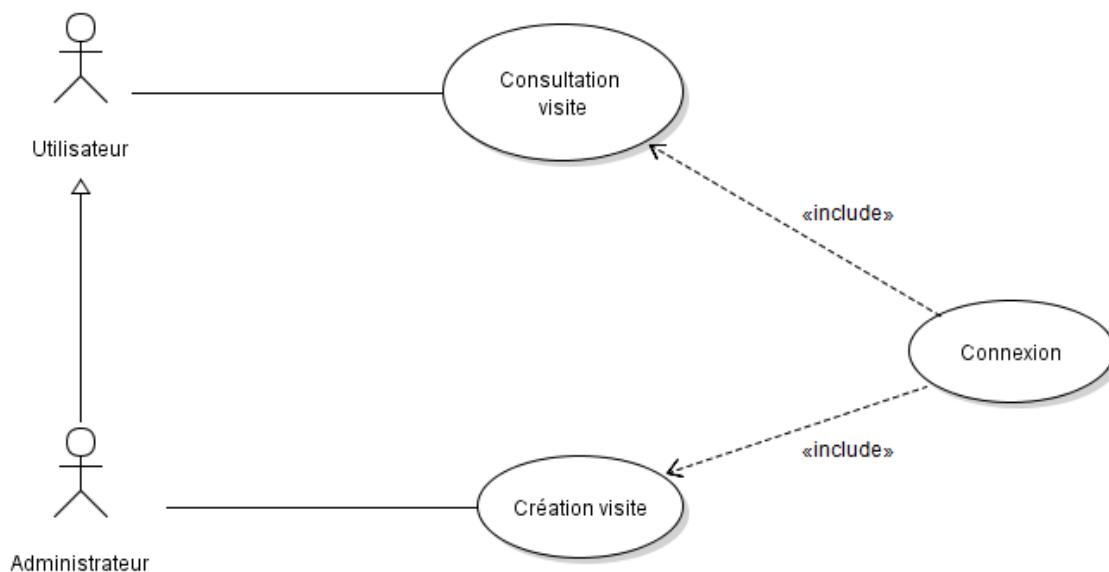 Consultation
visite
Utilisateur
«include»
Connexion
«include»
Création visite
Administrateur